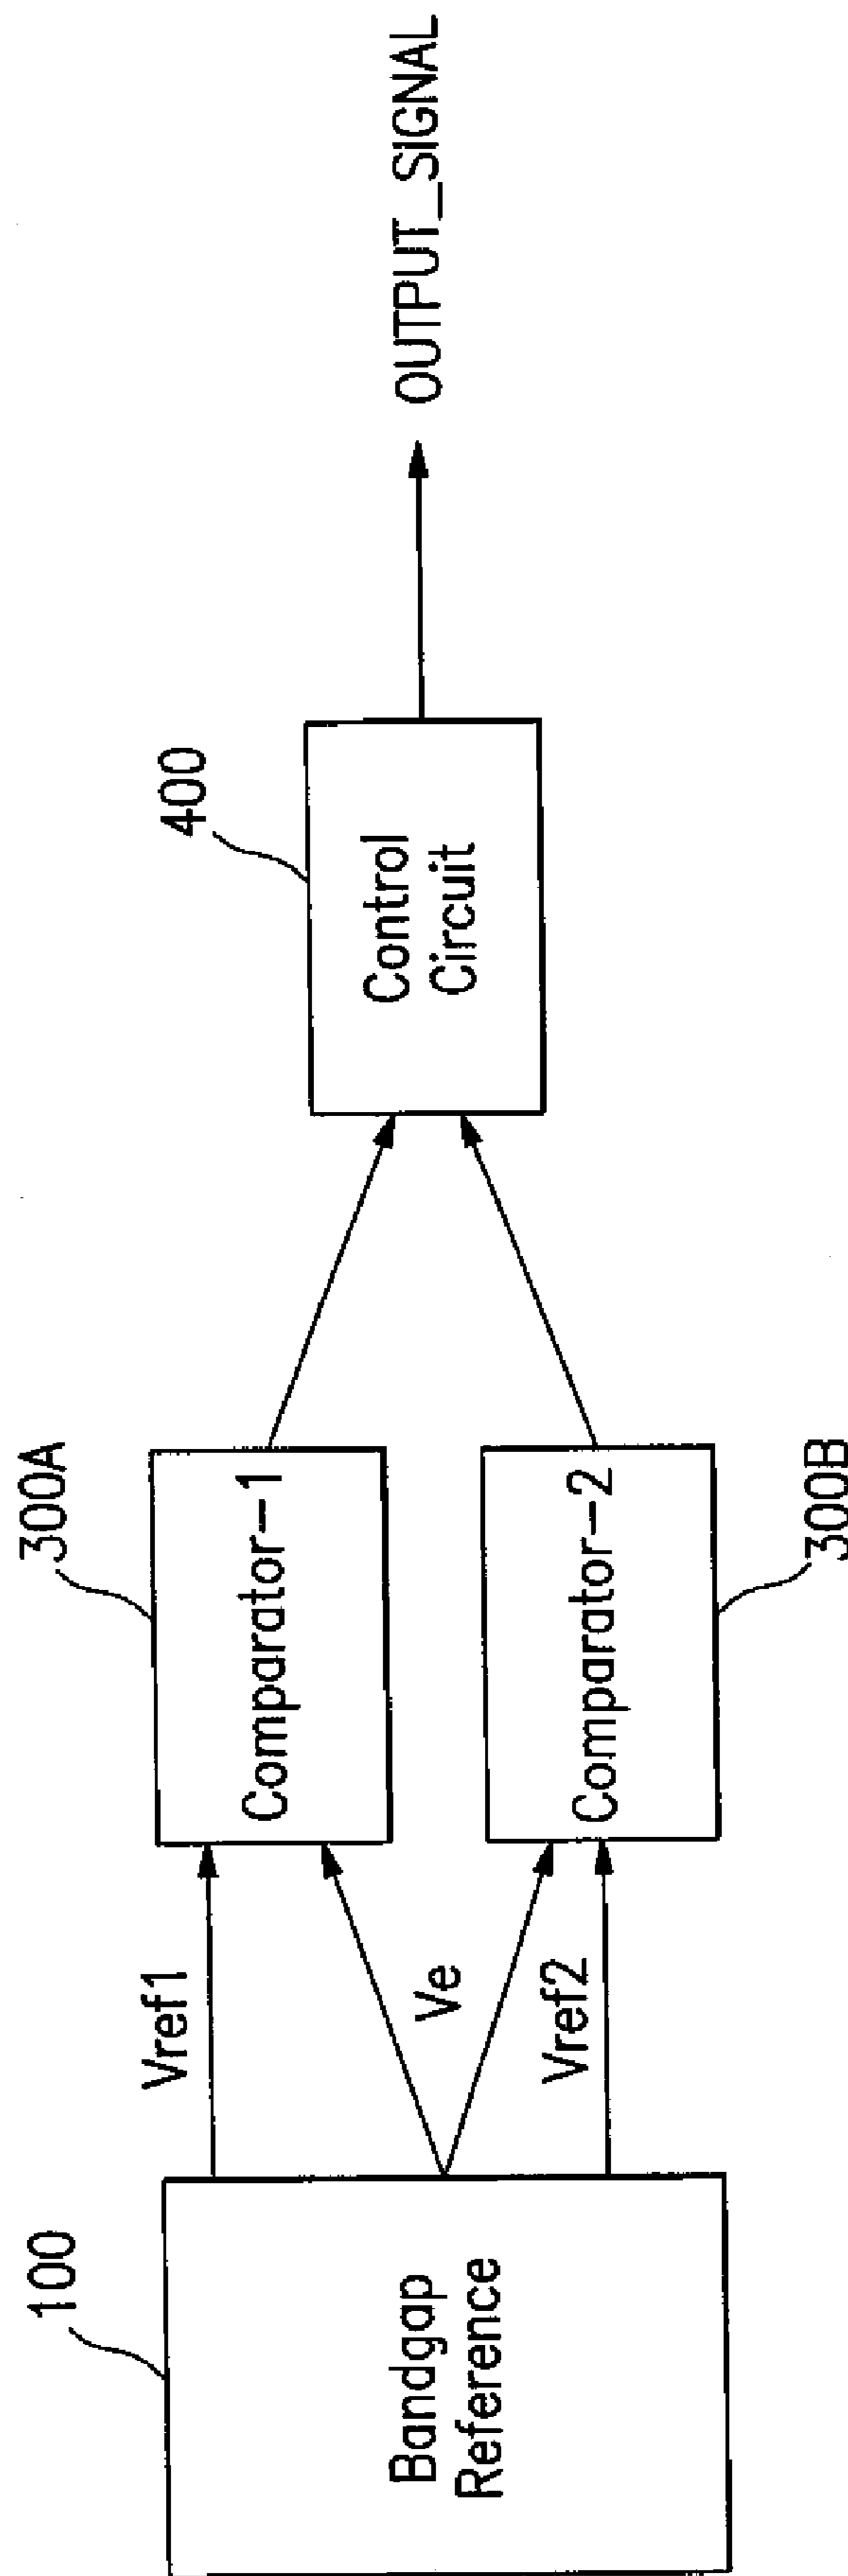 100
Bandgap
Reference
Vref1
Ve
Vref2
300A
Comparator-1
Comparator-2
300B
400
Control
Circuit
OUTPUT_SIGNAL